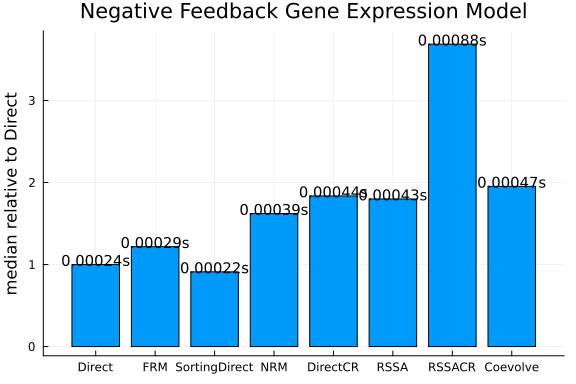 Negative Feedback Gene Expression Model
median relative to Direct
3
2
1
0
0.00024s
0.00029s
0.00022s
0.00039s
0.00044s
0.00043s
0.00088s
0.00047s
Direct FRM SortingDirect NRM DirectCR RSSA RSSACR Coevolve